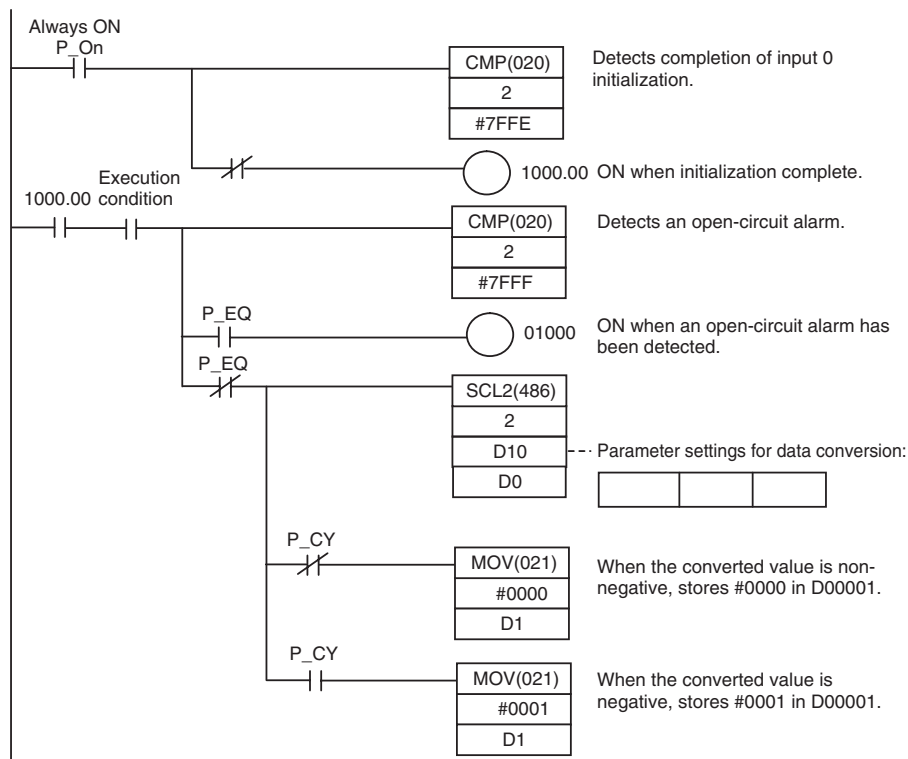 Always ON
P_On
CMP(020)
2
#7FFE
Detects completion of input 0
initialization.
1000.00 ON when initialization complete.
Execution
condition
1000.00
CMP(020)
2
#7FFF
Detects an open-circuit alarm.
P_EQ
01000
ON when an open-circuit alarm has
been detected.
P_EQ
SCL2(486)
2
D10
D0
Parameter settings for data conversion:
P_CY
MOV(021)
#0000
D1
When the converted value is non-
negative, stores #0000 in D00001.
P_CY
MOV(021)
#0001
D1
When the converted value is
negative, stores #0001 in D00001.